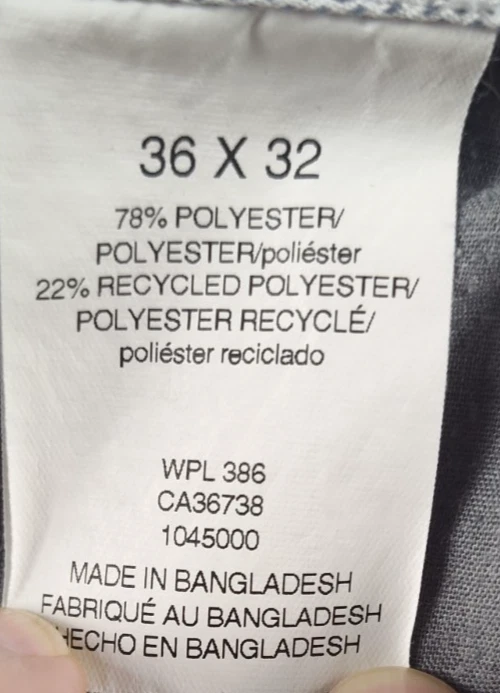 36 X 32
78% POLYESTER/
POLYESTER/poliéster
22% RECYCLED POLYESTER/
POLYESTER RECYCLÉ/
poliéster reciclado
WPL 386
CA36738
1045000
MADE IN BANGLADESH
FABRIQUÉ AU BANGLADESH
HECHO EN BANGLADESH